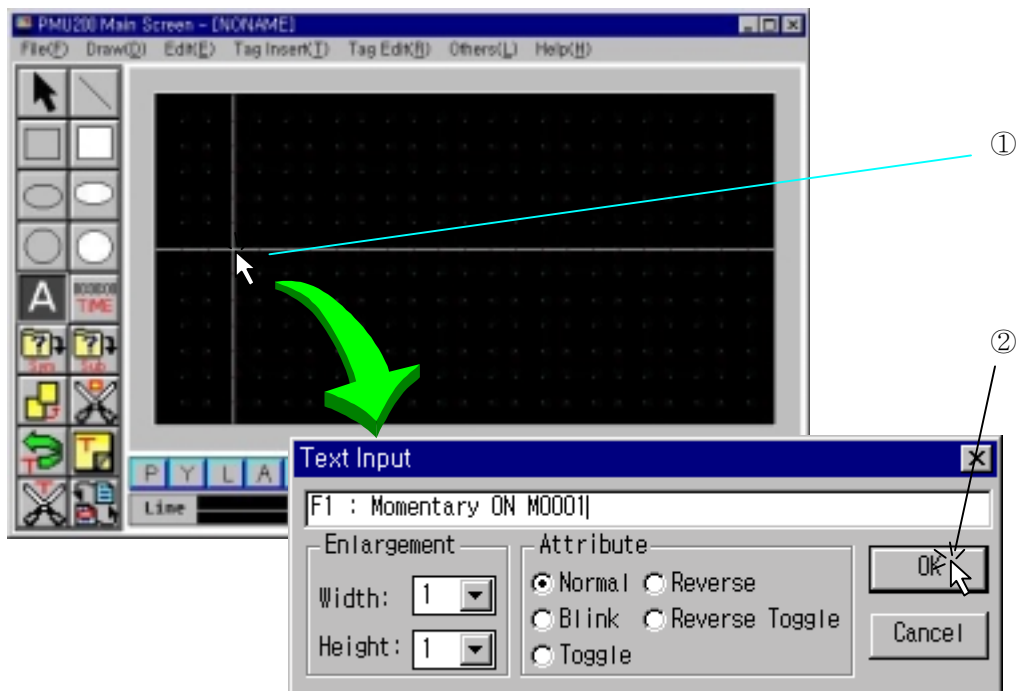 PMU200 Main Screen - [NONAME]
File(F) Draw(D) Edit(E) Tag Insert(T) Tag Edit(R) Others(L) Help(H)
①
A TIME
②
Sub
T
T T
P Y L A
T
Line
Text Input
F1 : Momentary ON M0001
Enlargement
Attribute
OK
Width: 1
Normal Reverse
Blink Reverse Toggle
Cancel
Height: 1
Toggle